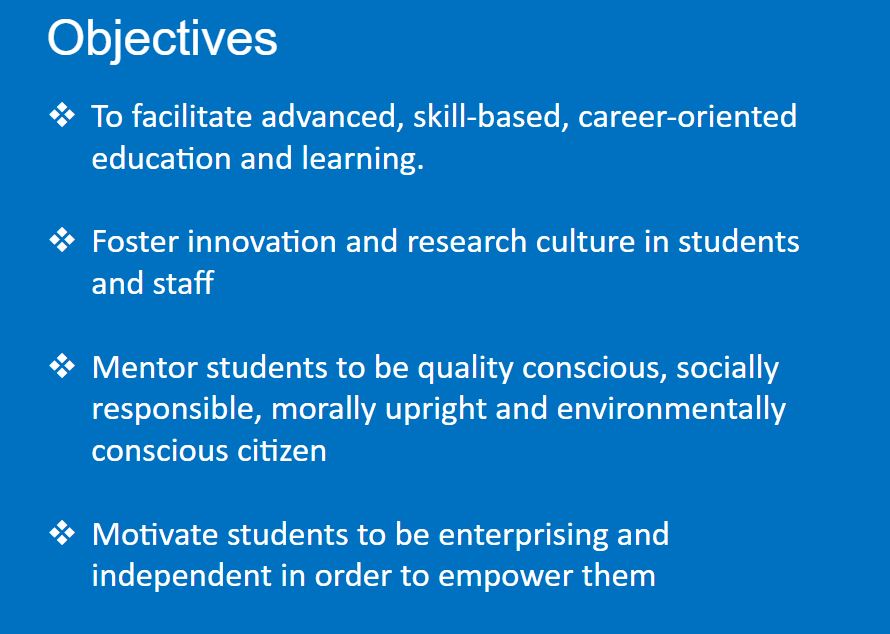 Objectives
❖ To facilitate advanced, skill-based, career-oriented
education and learning.
❖ Foster innovation and research culture in students
and staff
❖ Mentor students to be quality conscious, socially
responsible, morally upright and environmentally
conscious citizen
❖ Motivate students to be enterprising and
independent in order to empower them